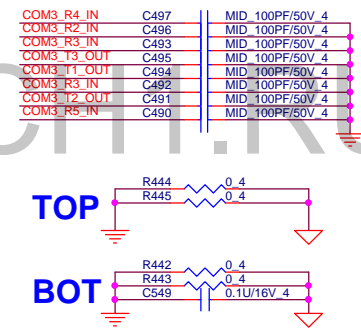 COM3_R4_IN C497 MID_100PF/50V_4
COM3_R2_IN C496 MID_100PF/50V_4
COM3_R3_IN C493 MID_100PF/50V_4
COM3_T3_OUT C495 MID_100PF/50V_4
COM3_T1_OUT C494 MID_100PF/50V_4
COM3_R3_IN C492 MID_100PF/50V_4
COM3_T2_OUT C491 MID_100PF/50V_4
COM3_R5_IN C490 MID_100PF/50V_4
R444 0_4
R445 0_4
TOP
R442 0_4
R443 0_4
BOT
C549 0.1U/16V_4